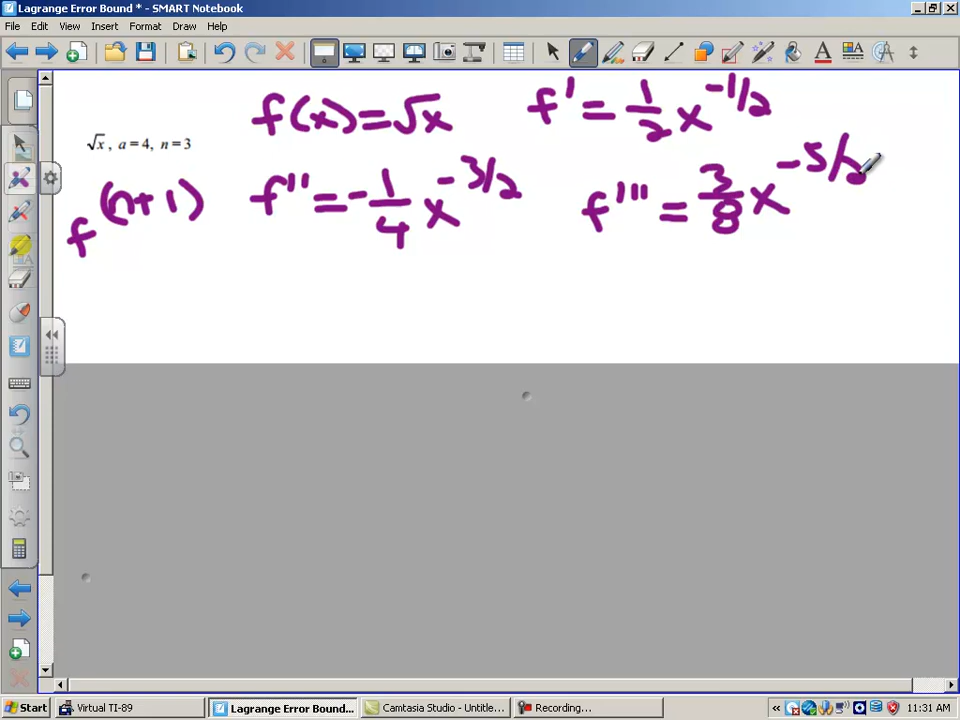 Lagrange Error Bound * - SMART Notebook
File Edit View Insert Format Draw Help
f(x) = √x f' = 1/2 x^(-1/2)
√x , a = 4, n = 3
f^(n+1) f'' = -1/4 x^(-3/2) f''' = 3/8 x^(-5/2)
Start Virtual TI-89 Lagrange Error Bound... Camtasia Studio - Untitle... Recording... 11:31 AM